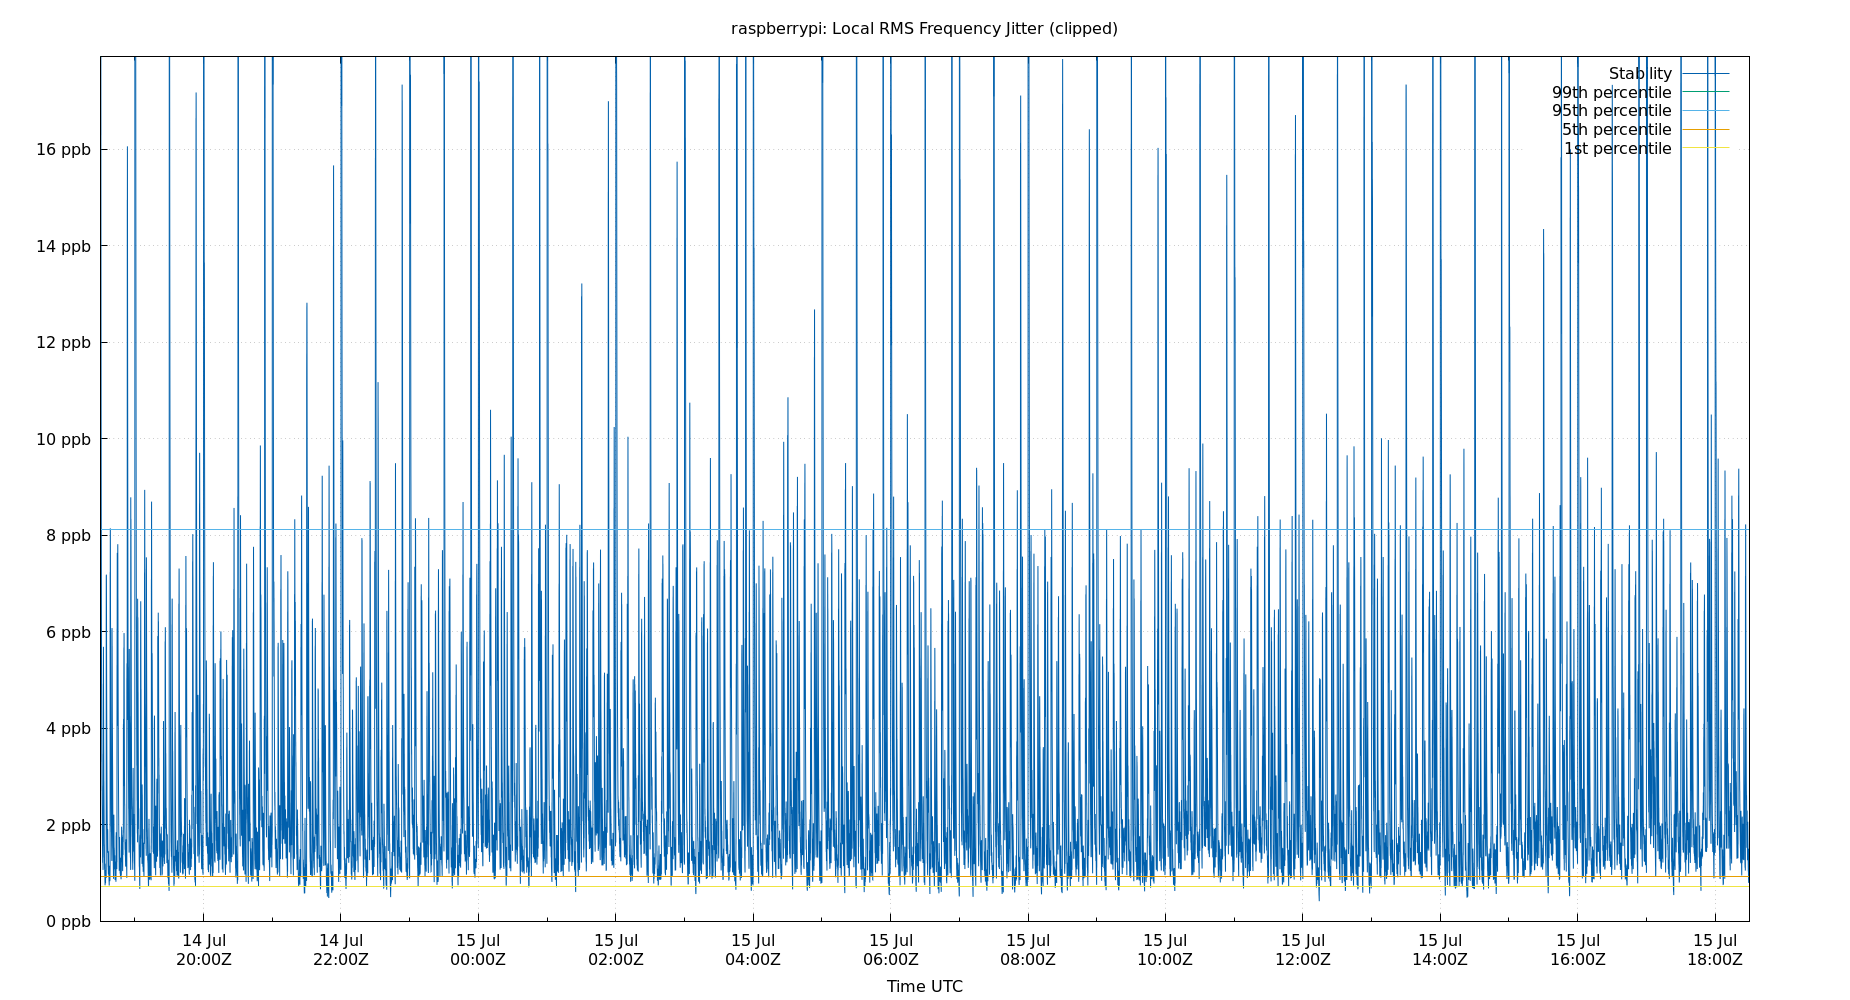 raspberrypi: Local RMS Frequency Jitter (clipped)
Stability
99th percentile
95th percentile
5th percentile
1st percentile
16 ppb
14 ppb
12 ppb
10 ppb
8 ppb
6 ppb
4 ppb
2 ppb
0 ppb
14 Jul 14 Jul 15 Jul 15 Jul 15 Jul 15 Jul 15 Jul 15 Jul 15 Jul 15 Jul 15 Jul 15 Jul
20:00Z 22:00Z 00:00Z 02:00Z 04:00Z 06:00Z 08:00Z 10:00Z 12:00Z 14:00Z 16:00Z 18:00Z
Time UTC